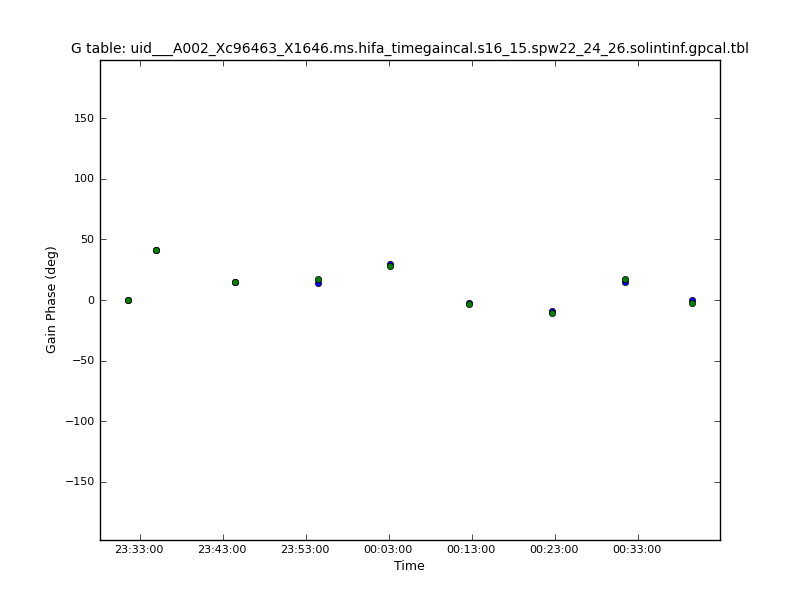 G table: uid___A002_Xc96463_X1646.ms.hifa_timegaincal.s16_15.spw22_24_26.solintinf.gpcal.tbl
150
100
50
0
−50
−100
−150
Gain Phase (deg)
23:33:00 23:43:00 23:53:00 00:03:00 00:13:00 00:23:00 00:33:00
Time